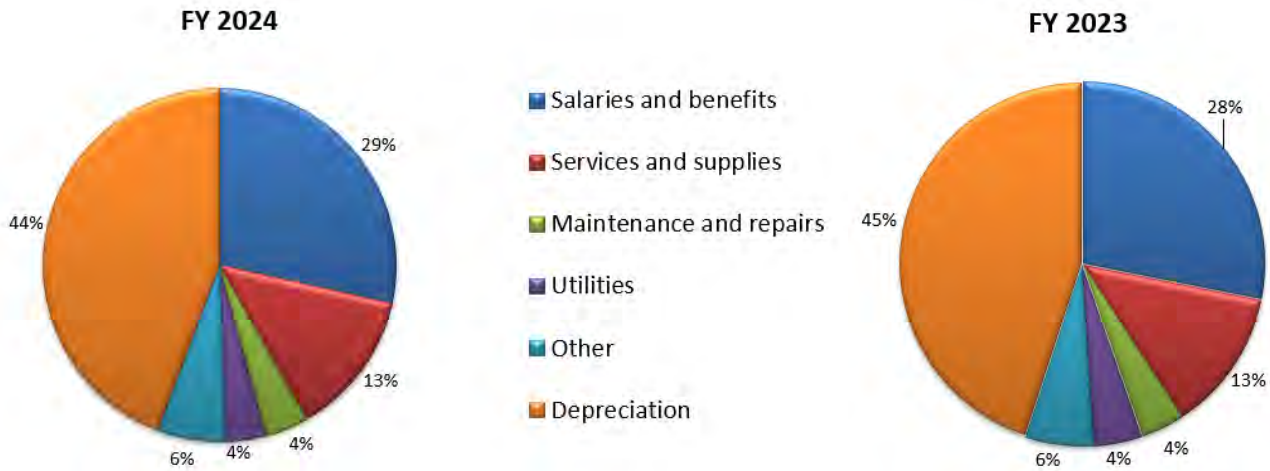 FY 2024
29%
13%
4%
4%
6%
44%
Salaries and benefits
Services and supplies
Maintenance and repairs
Utilities
Other
Depreciation
FY 2023
28%
13%
4%
4%
6%
45%